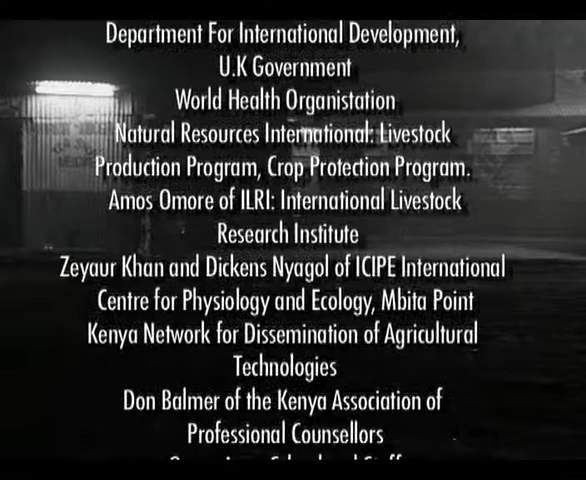 Department For International Development,
U.K Government
World Health Organistation
Natural Resources International: Livestock
Production Program, Crop Protection Program.
Amos Omore of ILRI: International Livestock
Research Institute
Zeyaur Khan and Dickens Nyagol of ICIPE International
Centre for Physiology and Ecology, Mbita Point
Kenya Network for Dissemination of Agricultural
Technologies
Don Balmer of the Kenya Association of
Professional Counsellors